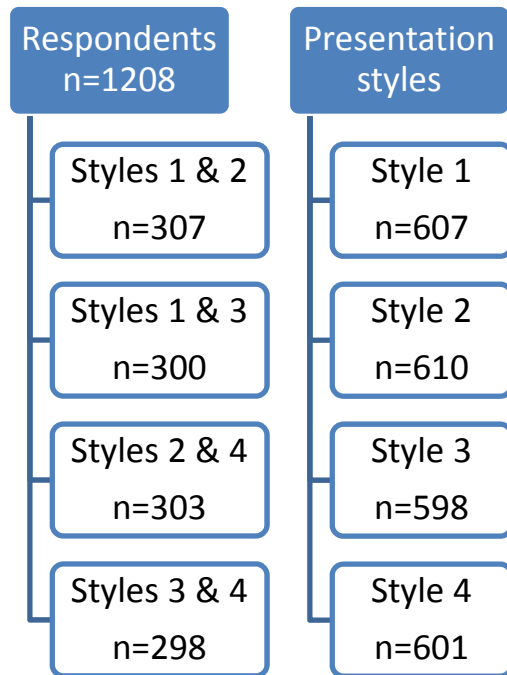 Respondents
n=1208
Styles 1 & 2
n=307
Styles 1 & 3
n=300
Styles 2 & 4
n=303
Styles 3 & 4
n=298
Presentation
styles
Style 1
n=607
Style 2
n=610
Style 3
n=598
Style 4
n=601